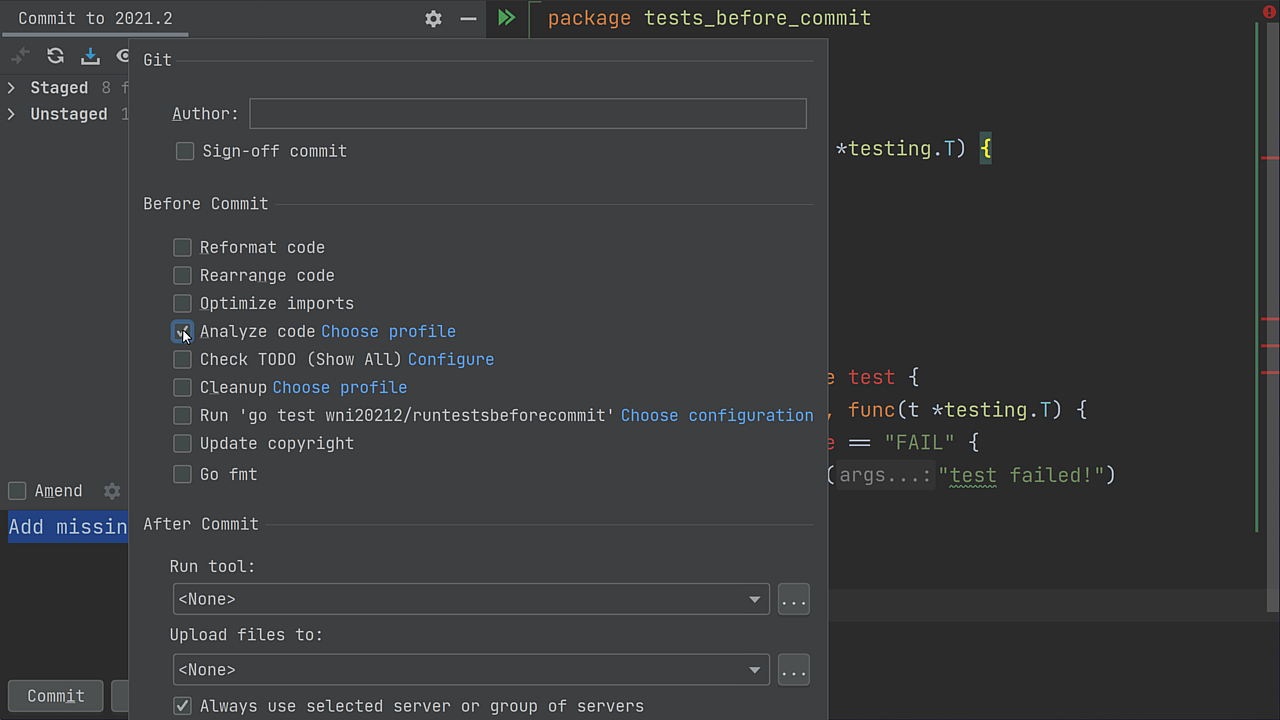 Commit to 2021.2
package tests_before_commit
Staged 8 f
Unstaged 1
Git
Author:
Sign-off commit
*testing.T) {
Before Commit
Reformat code
Rearrange code
Optimize imports
Analyze code Choose profile
Check TODO (Show All) Configure
Cleanup Choose profile
Run 'go test wni20212/runtestsbeforecommit' Choose configuration
Update copyright
Go fmt
e test {
, func(t *testing.T) {
e == "FAIL" {
(args...: "test failed!")
Amend
Add missin
After Commit
Run tool:
<None>
...
Upload files to:
<None>
...
Always use selected server or group of servers
Commit